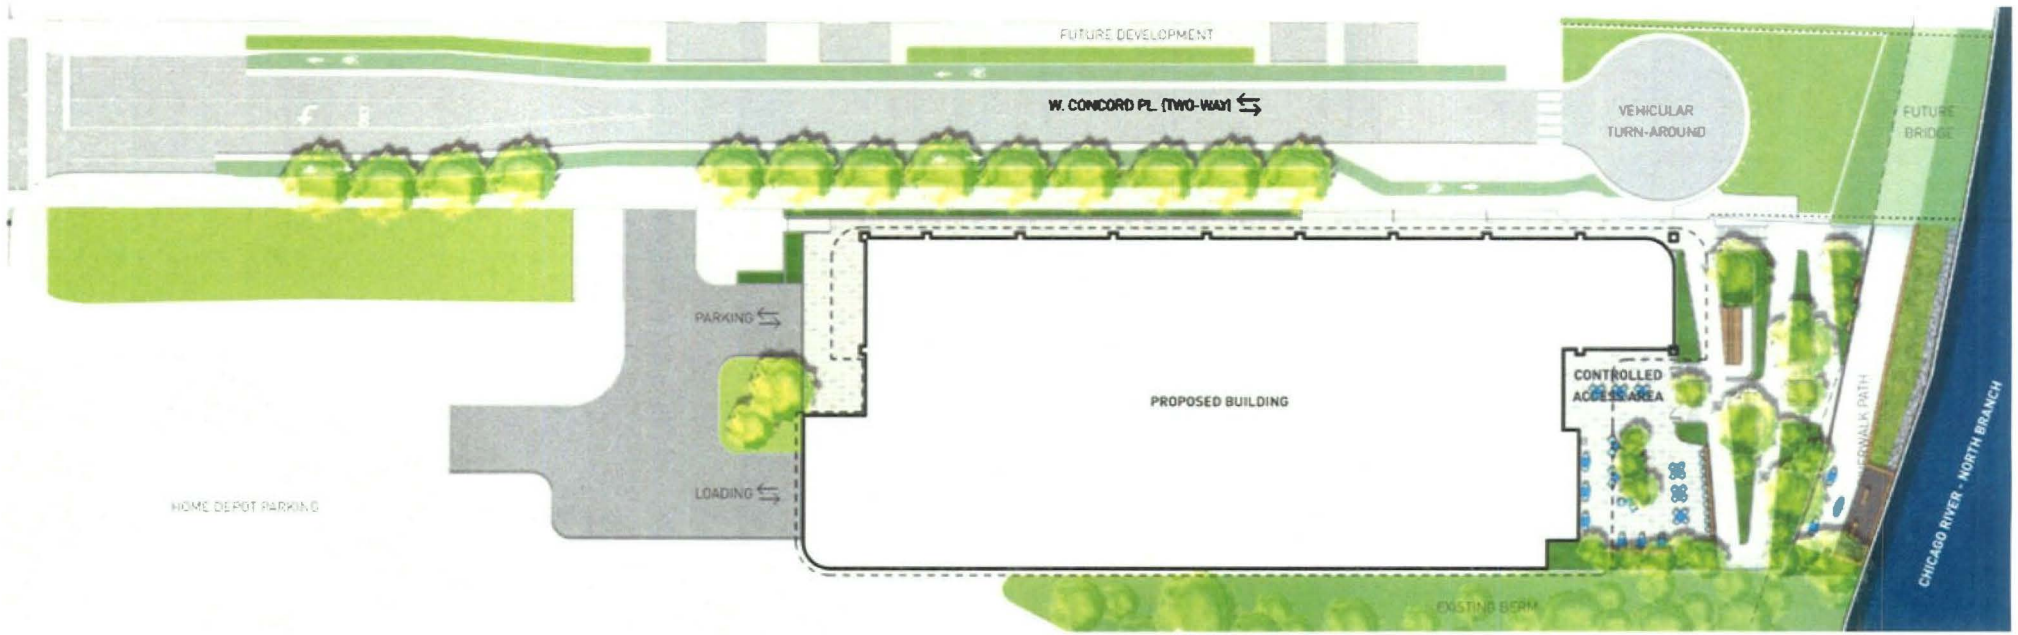 FUTURE DEVELOPMENT
W. CONCORD PL. (TWO-WAY)
VEHICULAR
TURN-AROUND
FUTURE
BRIDGE
PARKING
CONTROLLED
ACCESS AREA
PROPOSED BUILDING
LOADING
HOME DEPOT PARKING
PATH
CHICAGO RIVER - NORTH BRANCH
EXISTING BERM